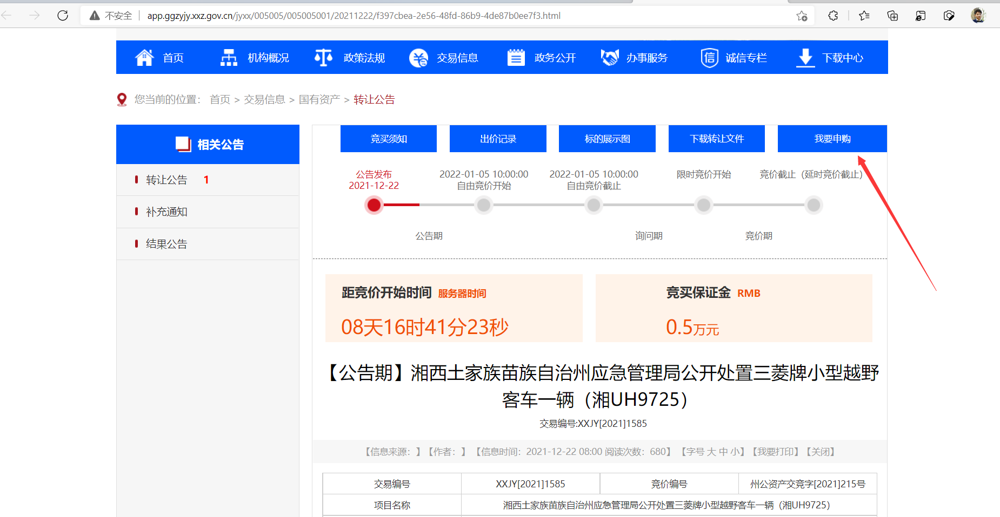 不安全 app.ggzyjy.xxz.gov.cn/jyxx/005005/005005001/20211222/f397cbea-2e56-48fd-86b9-4de87b0ee7f3.html
首页 机构概况 政策法规 交易信息 政务公开 办事服务 信 诚信专栏 下载中心
您当前的位置： 首页 > 交易信息 > 国有资产 > 转让公告
相关公告
转让公告 1
补充通知
结果公告
竞买须知 出价记录 标的展示图 下载转让文件 我要申购
公告发布 2022-01-05 10:00:00 2022-01-05 10:00:00 限时竞价开始 竞价截止（延时竞价截止）
2021-12-22 自由竞价开始 自由竞价截止
公告期 询问期 竞价期
距竞价开始时间 服务器时间 竞买保证金 RMB
08天16时41分23秒 0.5万元
【公告期】湘西土家族苗族自治州应急管理局公开处置三菱牌小型越野
客车一辆（湘UH9725）
交易编号:XXJY[2021]1585
【信息来源：】【作者：】【信息时间：2021-12-22 08:00 阅读次数：680】【字号 大 中 小】【我要打印】【关闭】
交易编号 XXJY[2021]1585 竞价编号 州公资产交竞字[2021]215号
项目名称 湘西土家族苗族自治州应急管理局公开处置三菱牌小型越野客车一辆（湘UH9725）